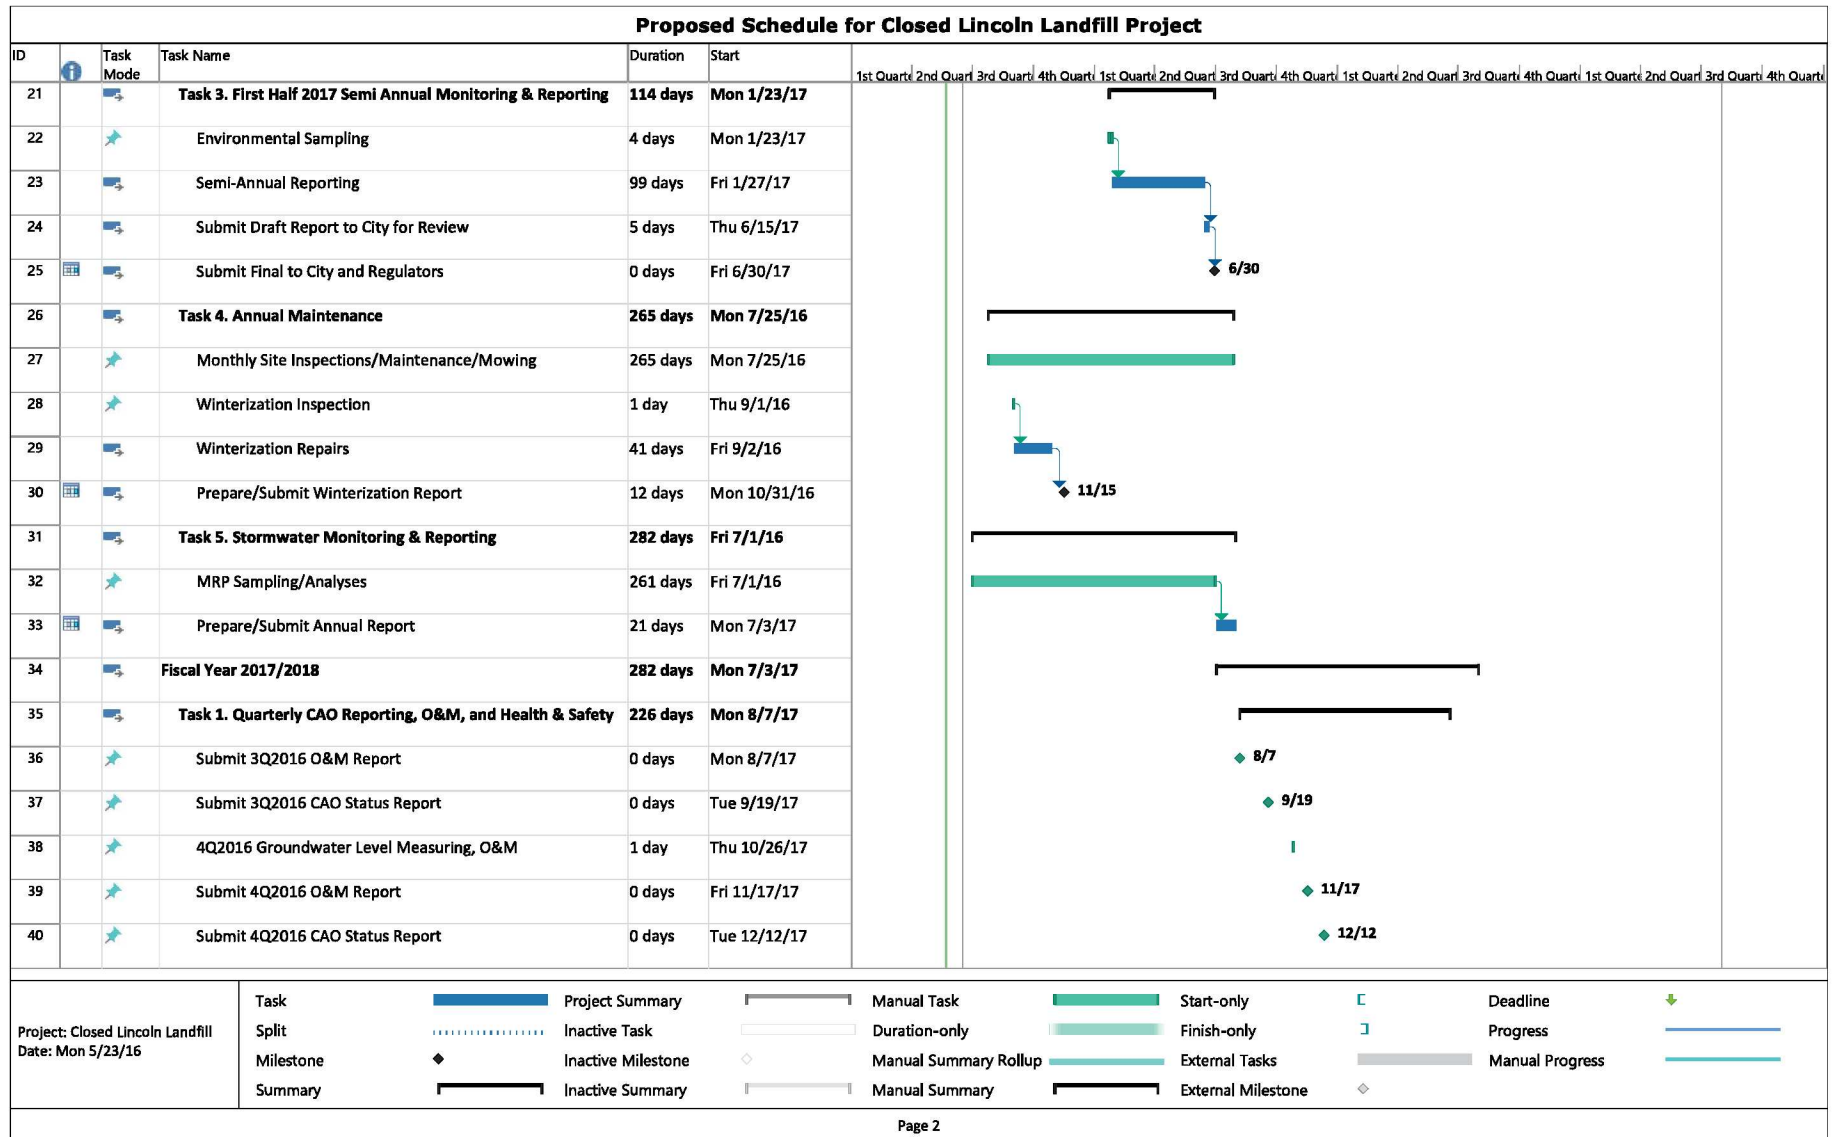 Proposed Schedule for Closed Lincoln Landfill Project
ID Task Mode Task Name Duration Start 1st Quarte 2nd Quart 3rd Quarte 4th Quarte 1st Quarte 2nd Quart 3rd Quarte 4th Quarte 1st Quarte 2nd Quart 3rd Quarte 4th Quarte 1st Quarte 2nd Quart 3rd Quarte 4th Quarte
21 Task 3. First Half 2017 Semi Annual Monitoring & Reporting 114 days Mon 1/23/17
22 Environmental Sampling 4 days Mon 1/23/17
23 Semi-Annual Reporting 99 days Fri 1/27/17
24 Submit Draft Report to City for Review 5 days Thu 6/15/17
25 Submit Final to City and Regulators 0 days Fri 6/30/17 6/30
26 Task 4. Annual Maintenance 265 days Mon 7/25/16
27 Monthly Site Inspections/Maintenance/Mowing 265 days Mon 7/25/16
28 Winterization Inspection 1 day Thu 9/1/16
29 Winterization Repairs 41 days Fri 9/2/16
30 Prepare/Submit Winterization Report 12 days Mon 10/31/16 11/15
31 Task 5. Stormwater Monitoring & Reporting 282 days Fri 7/1/16
32 MRP Sampling/Analyses 261 days Fri 7/1/16
33 Prepare/Submit Annual Report 21 days Mon 7/3/17
34 Fiscal Year 2017/2018 282 days Mon 7/3/17
35 Task 1. Quarterly CAO Reporting, O&M, and Health & Safety 226 days Mon 8/7/17
36 Submit 3Q2016 O&M Report 0 days Mon 8/7/17 8/7
37 Submit 3Q2016 CAO Status Report 0 days Tue 9/19/17 9/19
38 4Q2016 Groundwater Level Measuring, O&M 1 day Thu 10/26/17
39 Submit 4Q2016 O&M Report 0 days Fri 11/17/17 11/17
40 Submit 4Q2016 CAO Status Report 0 days Tue 12/12/17 12/12
Project: Closed Lincoln Landfill
Date: Mon 5/23/16
Task Project Summary Manual Task Start-only Deadline
Split Inactive Task Duration-only Finish-only Progress
Milestone Inactive Milestone Manual Summary Rollup External Tasks Manual Progress
Summary Inactive Summary Manual Summary External Milestone
Page 2